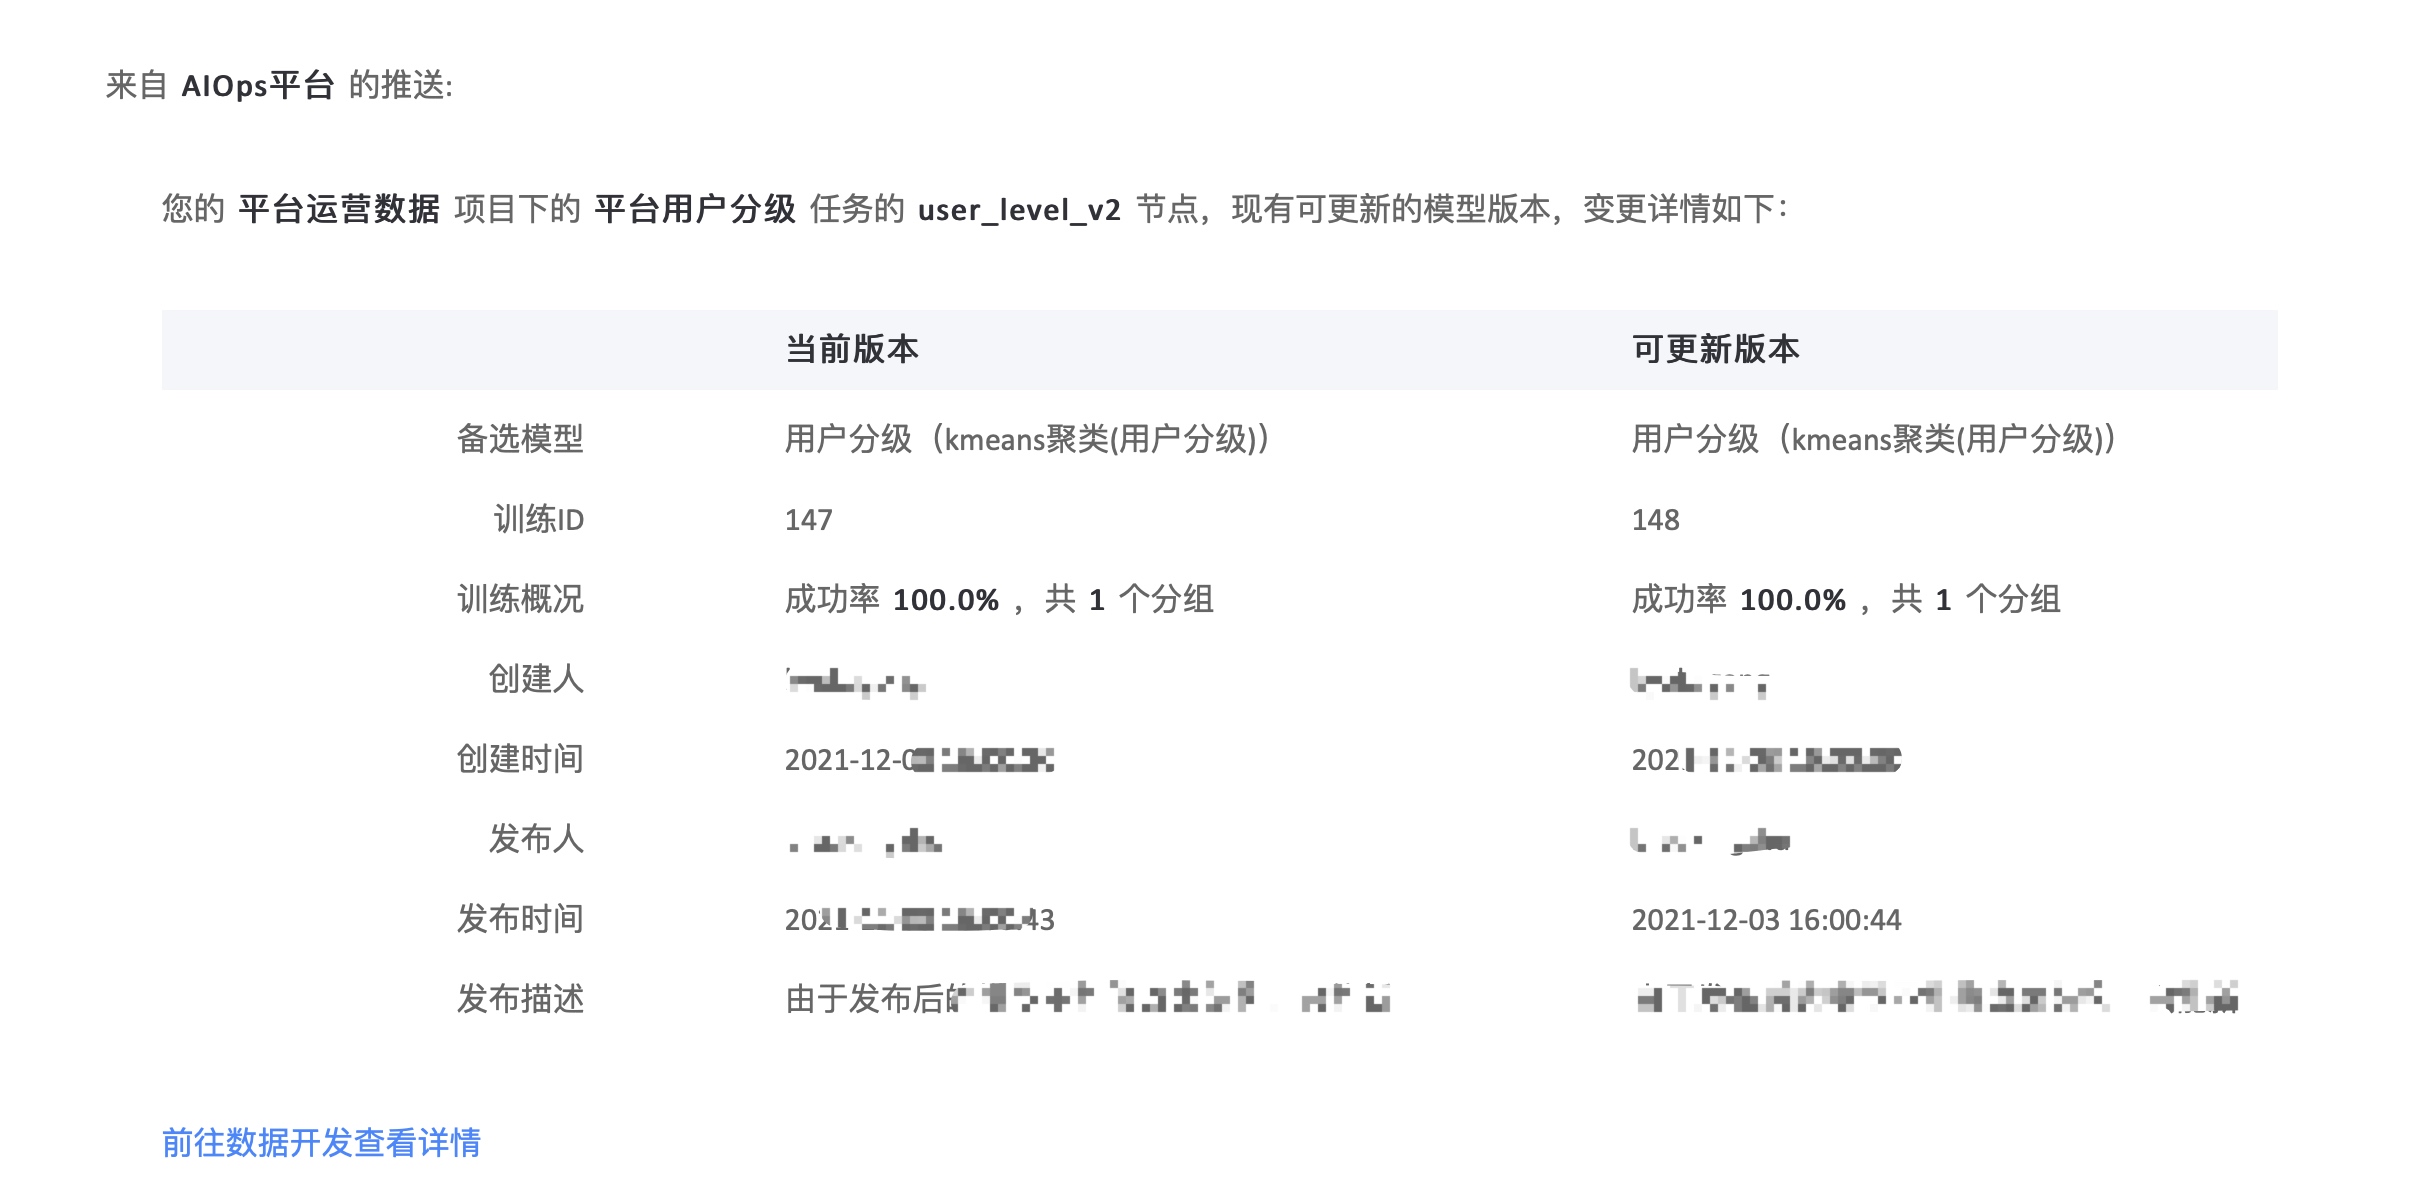 来自 AIOps平台 的推送:
您的 平台运营数据 项目下的 平台用户分级 任务的 user_level_v2 节点，现有可更新的模型版本，变更详情如下：
当前版本 可更新版本
备选模型 用户分级（kmeans聚类(用户分级)） 用户分级（kmeans聚类(用户分级)）
训练ID 147 148
训练概况 成功率 100.0% ，共 1 个分组 成功率 100.0% ，共 1 个分组
创建人
创建时间 2021-12-0 202
发布人
发布时间 202 43 2021-12-03 16:00:44
发布描述 由于发布后
前往数据开发查看详情